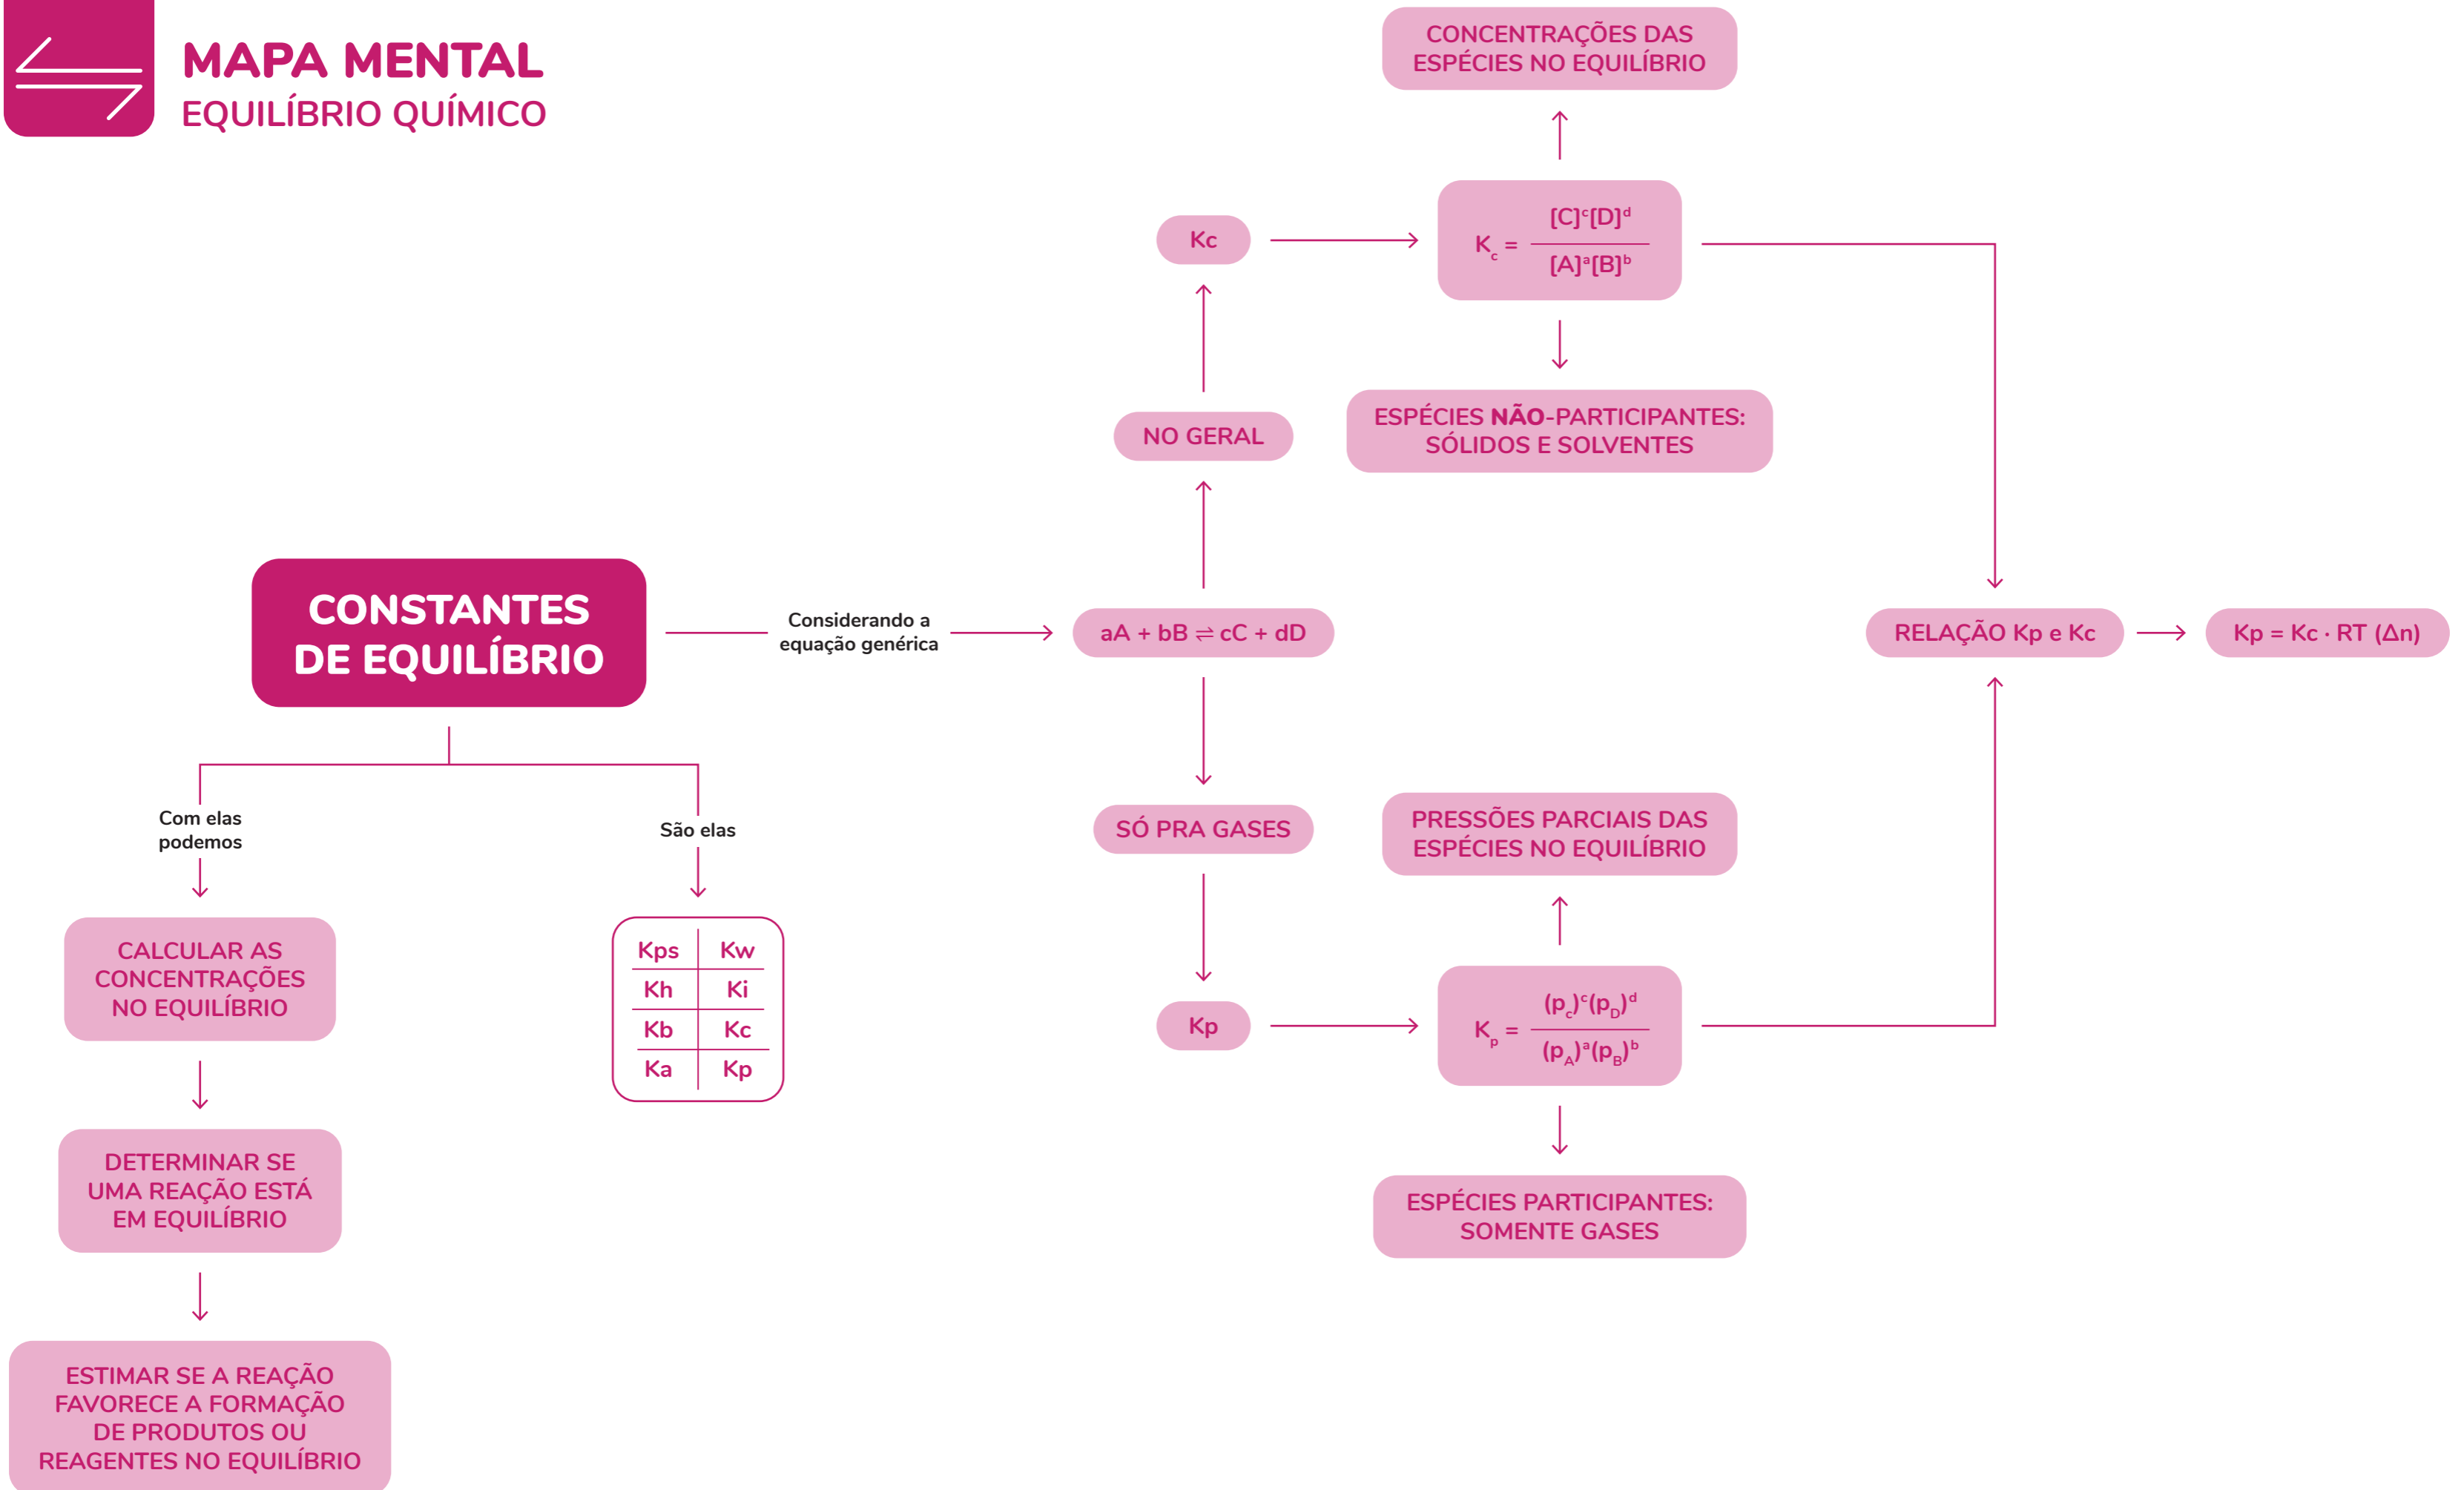 MAPA MENTAL
EQUILÍBRIO QUÍMICO
CONSTANTES
DE EQUILÍBRIO
Com elas
podemos
CALCULAR AS
CONCENTRAÇÕES
NO EQUILÍBRIO
DETERMINAR SE
UMA REAÇÃO ESTÁ
EM EQUILÍBRIO
ESTIMAR SE A REAÇÃO
FAVORECE A FORMAÇÃO
DE PRODUTOS OU
REAGENTES NO EQUILÍBRIO
São elas
Kps Kw
Kh Ki
Kb Kc
Ka Kp
Considerando a
equação genérica
aA + bB ⇌ cC + dD
NO GERAL
Kc
CONCENTRAÇÕES DAS
ESPÉCIES NO EQUILÍBRIO
[C]ᶜ[D]ᵈ
K꜀ =
[A]ᵃ[B]ᵇ
ESPÉCIES NÃO-PARTICIPANTES:
SÓLIDOS E SOLVENTES
SÓ PRA GASES
Kp
PRESSÕES PARCIAIS DAS
ESPÉCIES NO EQUILÍBRIO
(pc)ᶜ(pD)ᵈ
Kₚ =
(pA)ᵃ(pB)ᵇ
ESPÉCIES PARTICIPANTES:
SOMENTE GASES
RELAÇÃO Kp e Kc
Kp = Kc · RT (Δn)